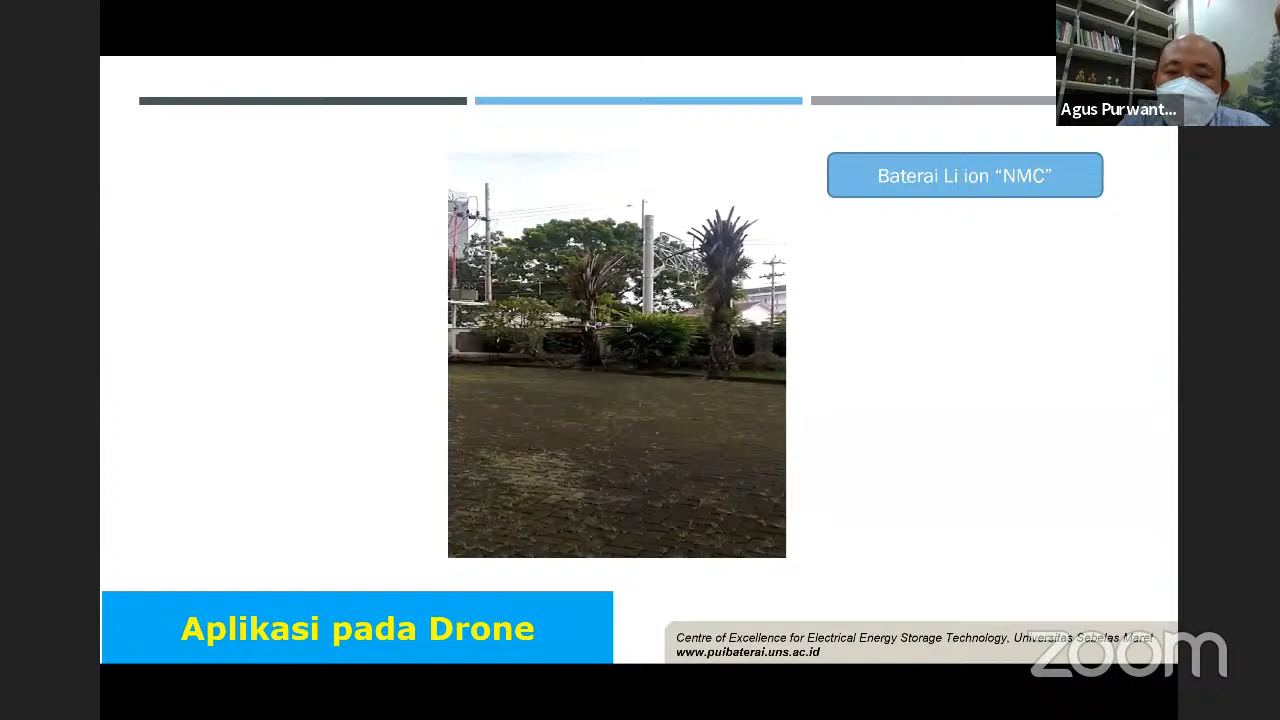 Agus Purwant...
Baterai Li ion “NMC”
Aplikasi pada Drone
Centre of Excellence for Electrical Energy Storage Technology, Universitas Sebelas Maret
www.puibaterai.uns.ac.id
zoom